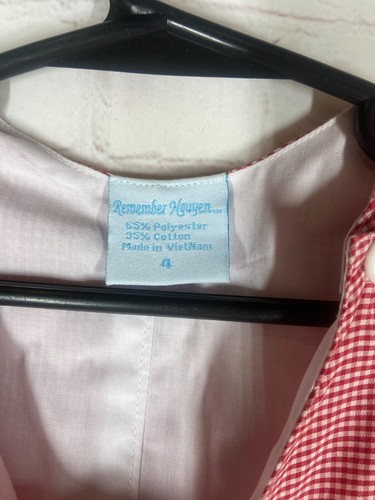 Remember Nguyen....
65% Polyester
35% Cotton
Made in VietNam
4